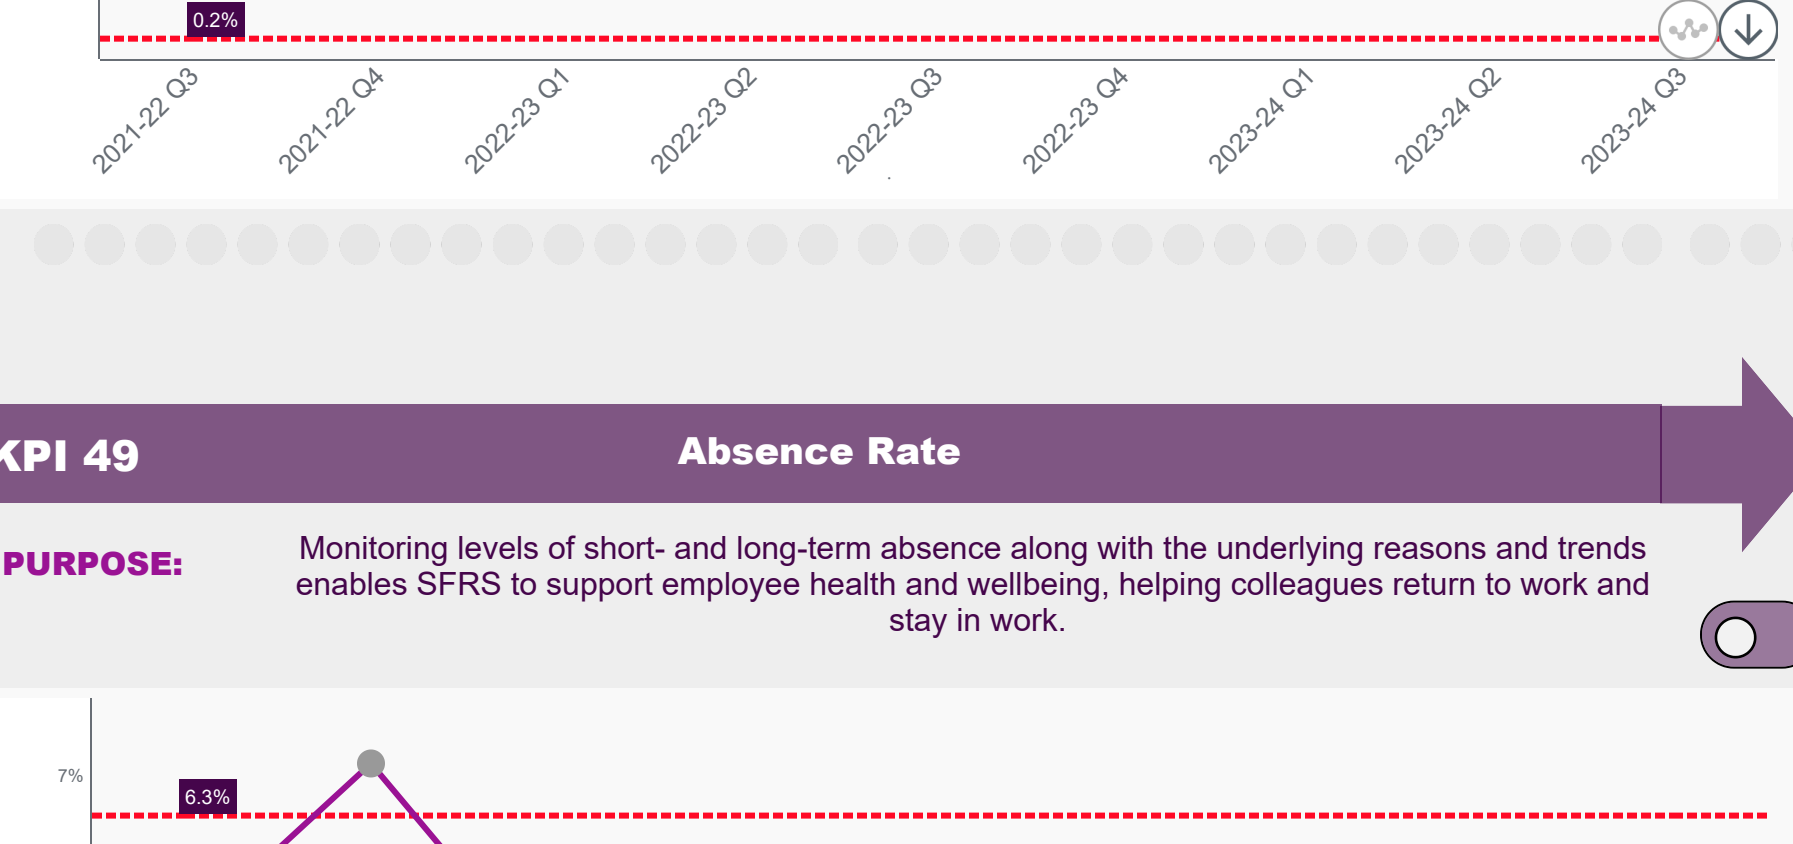 0.2%
2021-22 Q3
2021-22 Q4
2022-23 Q1
2022-23 Q2
2022-23 Q3
2022-23 Q4
2023-24 Q1
2023-24 Q2
2023-24 Q3
KPI 49
Absence Rate
PURPOSE:
Monitoring levels of short- and long-term absence along with the underlying reasons and trends
enables SFRS to support employee health and wellbeing, helping colleagues return to work and
stay in work.
7%
6.3%